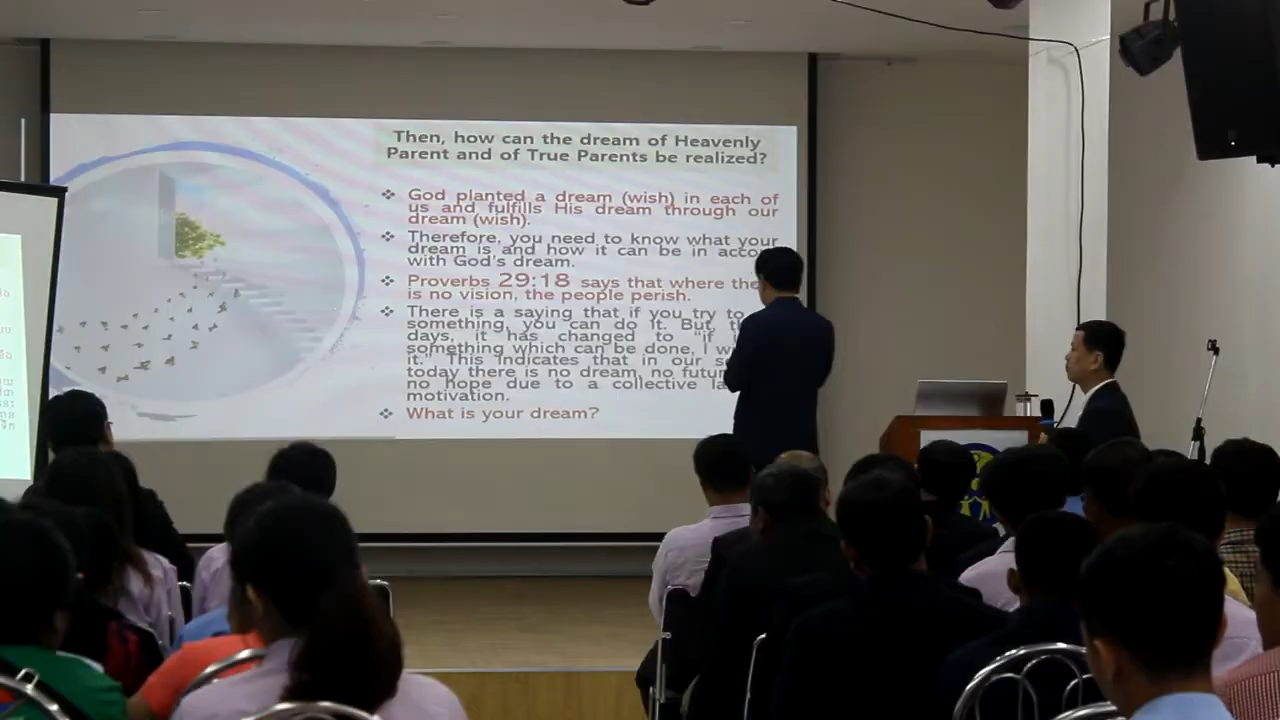 Then, how can the dream of Heavenly
Parent and of True Parents be realized?
❖ God planted a dream (wish) in each of
us and fulfills His dream through our
dream (wish).
❖ Therefore, you need to know what your
dream is and how it can be in accor
with God's dream.
❖ Proverbs 29:18 says that where the
is no vision, the people perish.
❖ There is a saying that if you try to
something, you can do it. But, th
days, it has changed to "if i
something which can be done, I w
it." This indicates that in our so
today there is no dream, no futur
no hope due to a collective la
motivation.
❖ What is your dream?